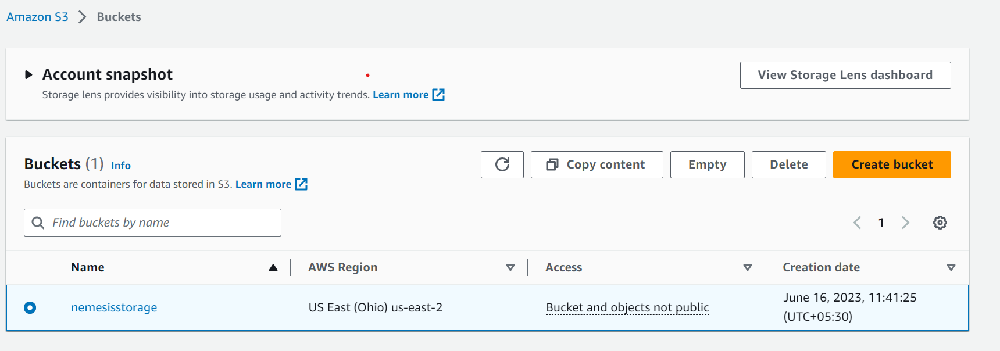 Amazon S3 Buckets
Account snapshot
View Storage Lens dashboard
Storage lens provides visibility into storage usage and activity trends. Learn more
Buckets (1) Info
Copy content
Empty
Delete
Create bucket
Buckets are containers for data stored in S3. Learn more
Find buckets by name
1
Name AWS Region Access Creation date
nemesisstorage US East (Ohio) us-east-2 Bucket and objects not public June 16, 2023, 11:41:25
(UTC+05:30)